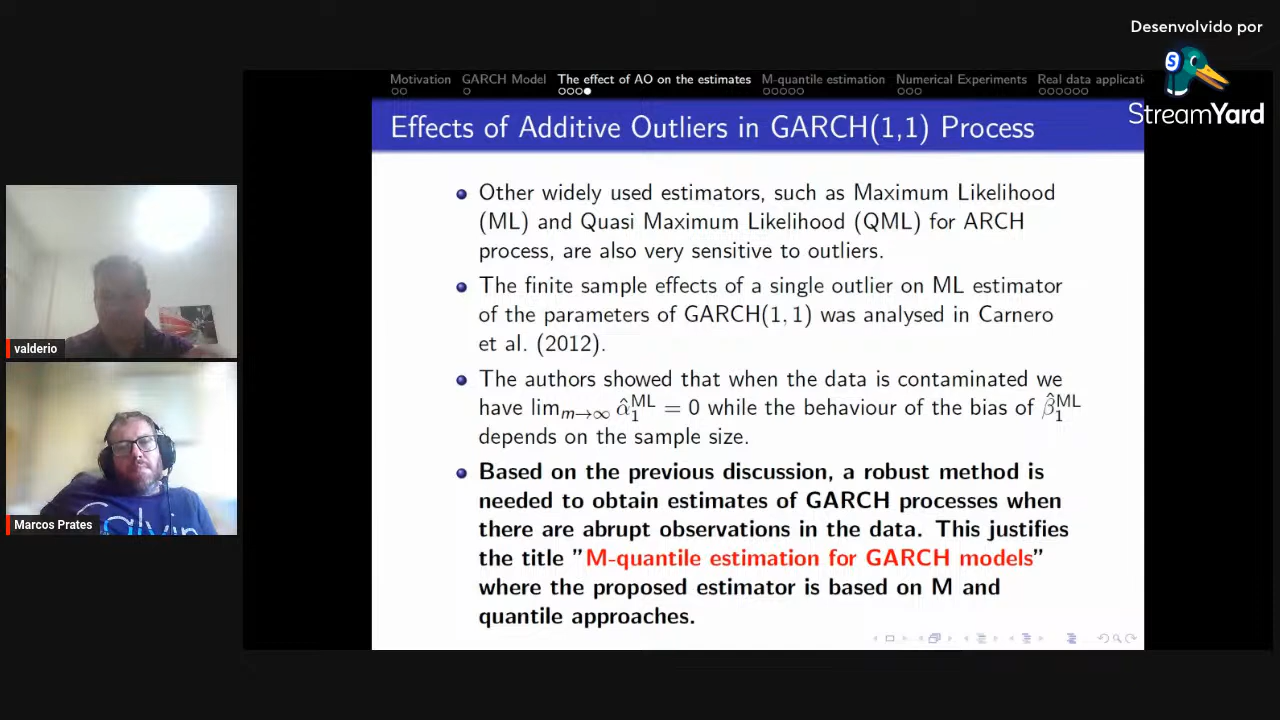 Desenvolvido por
S
StreamYard
Motivation GARCH Model The effect of AO on the estimates M-quantile estimation Numerical Experiments Real data applicati
Effects of Additive Outliers in GARCH(1,1) Process
Other widely used estimators, such as Maximum Likelihood
(ML) and Quasi Maximum Likelihood (QML) for ARCH
process, are also very sensitive to outliers.
The finite sample effects of a single outlier on ML estimator
of the parameters of GARCH(1, 1) was analysed in Carnero
et al. (2012).
The authors showed that when the data is contaminated we
have lim_{m→∞} α̂₁^{ML} = 0 while the behaviour of the bias of β̂₁^{ML}
depends on the sample size.
Based on the previous discussion, a robust method is
needed to obtain estimates of GARCH processes when
there are abrupt observations in the data. This justifies
the title "M-quantile estimation for GARCH models"
where the proposed estimator is based on M and
quantile approaches.
valderio
Calvin
Marcos Prates